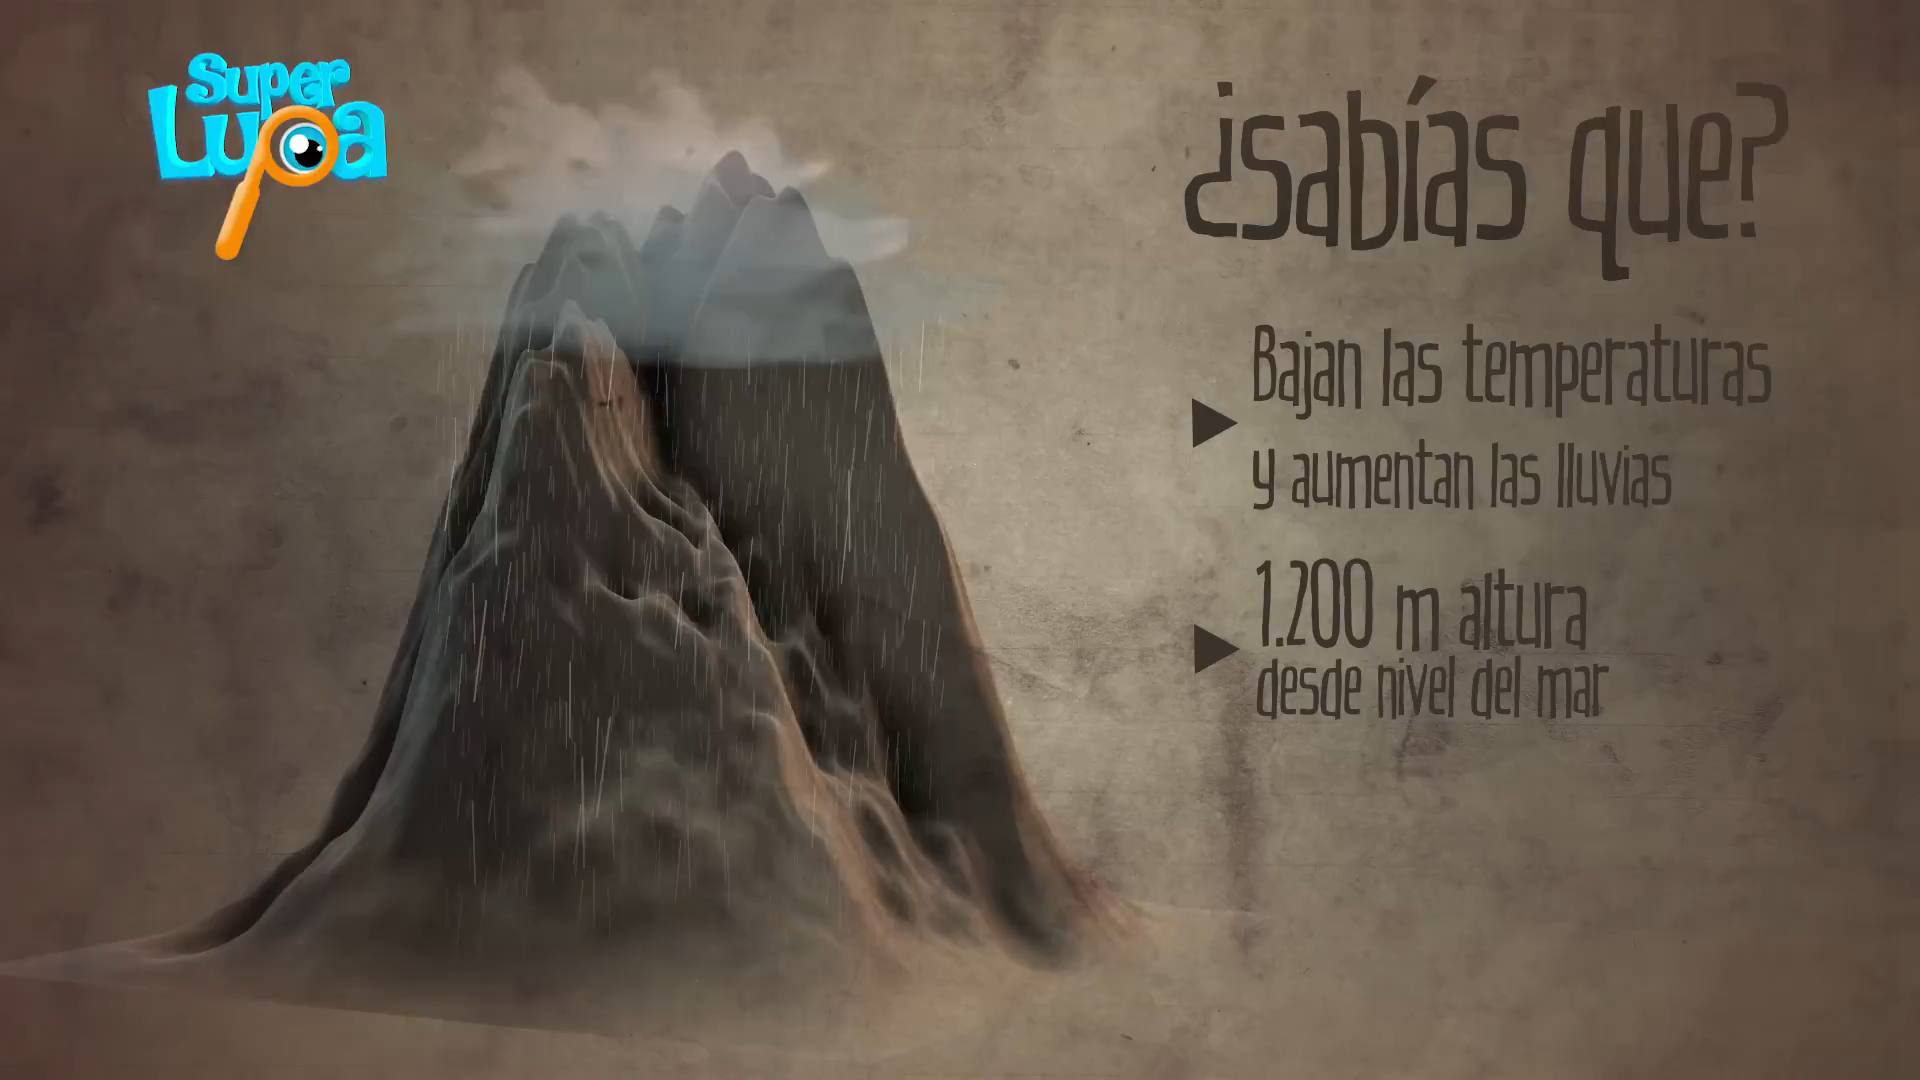 Super
Lupa
¿sabías que?
Bajan las temperaturas
y aumentan las lluvias
1.200 m altura
desde nivel del mar